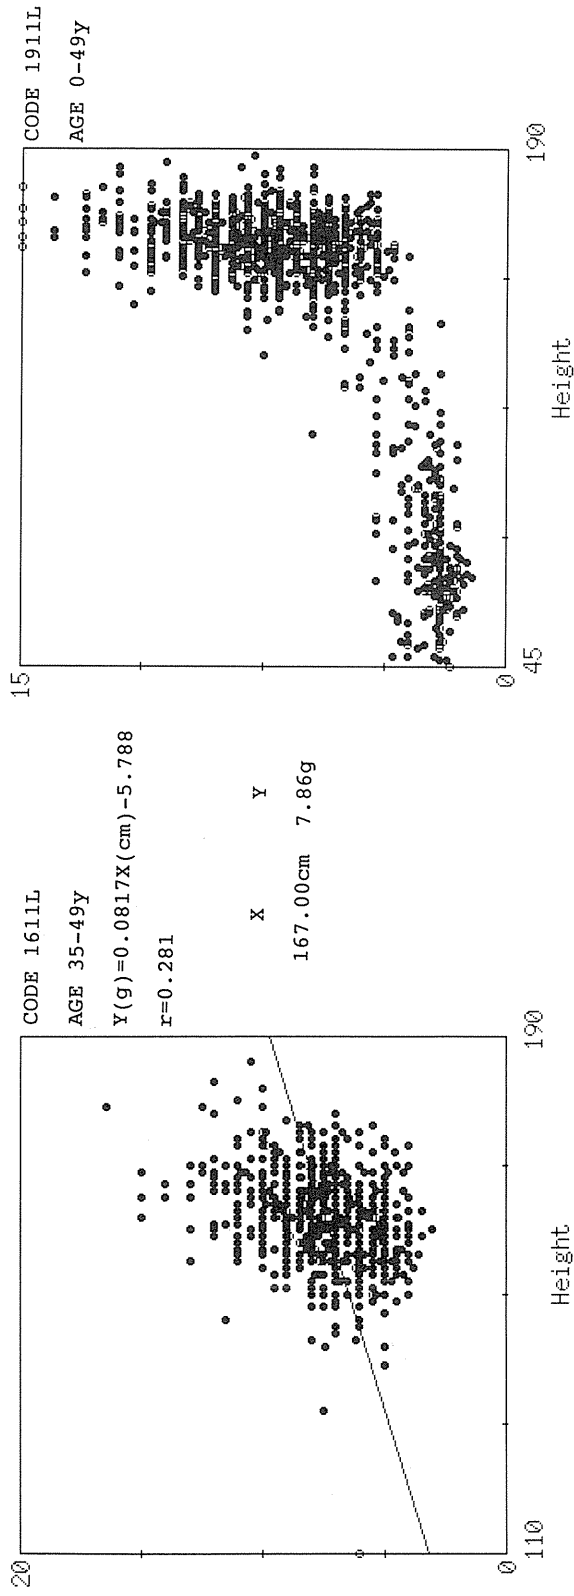 CODE 1611L
AGE 35-49y
Y(g)=0.0817X(cm)-5.788
r=0.281
X Y
167.00cm 7.86g
20
0
110
190
Height
CODE 1911L
AGE 0-49y
15
0
45
190
Height